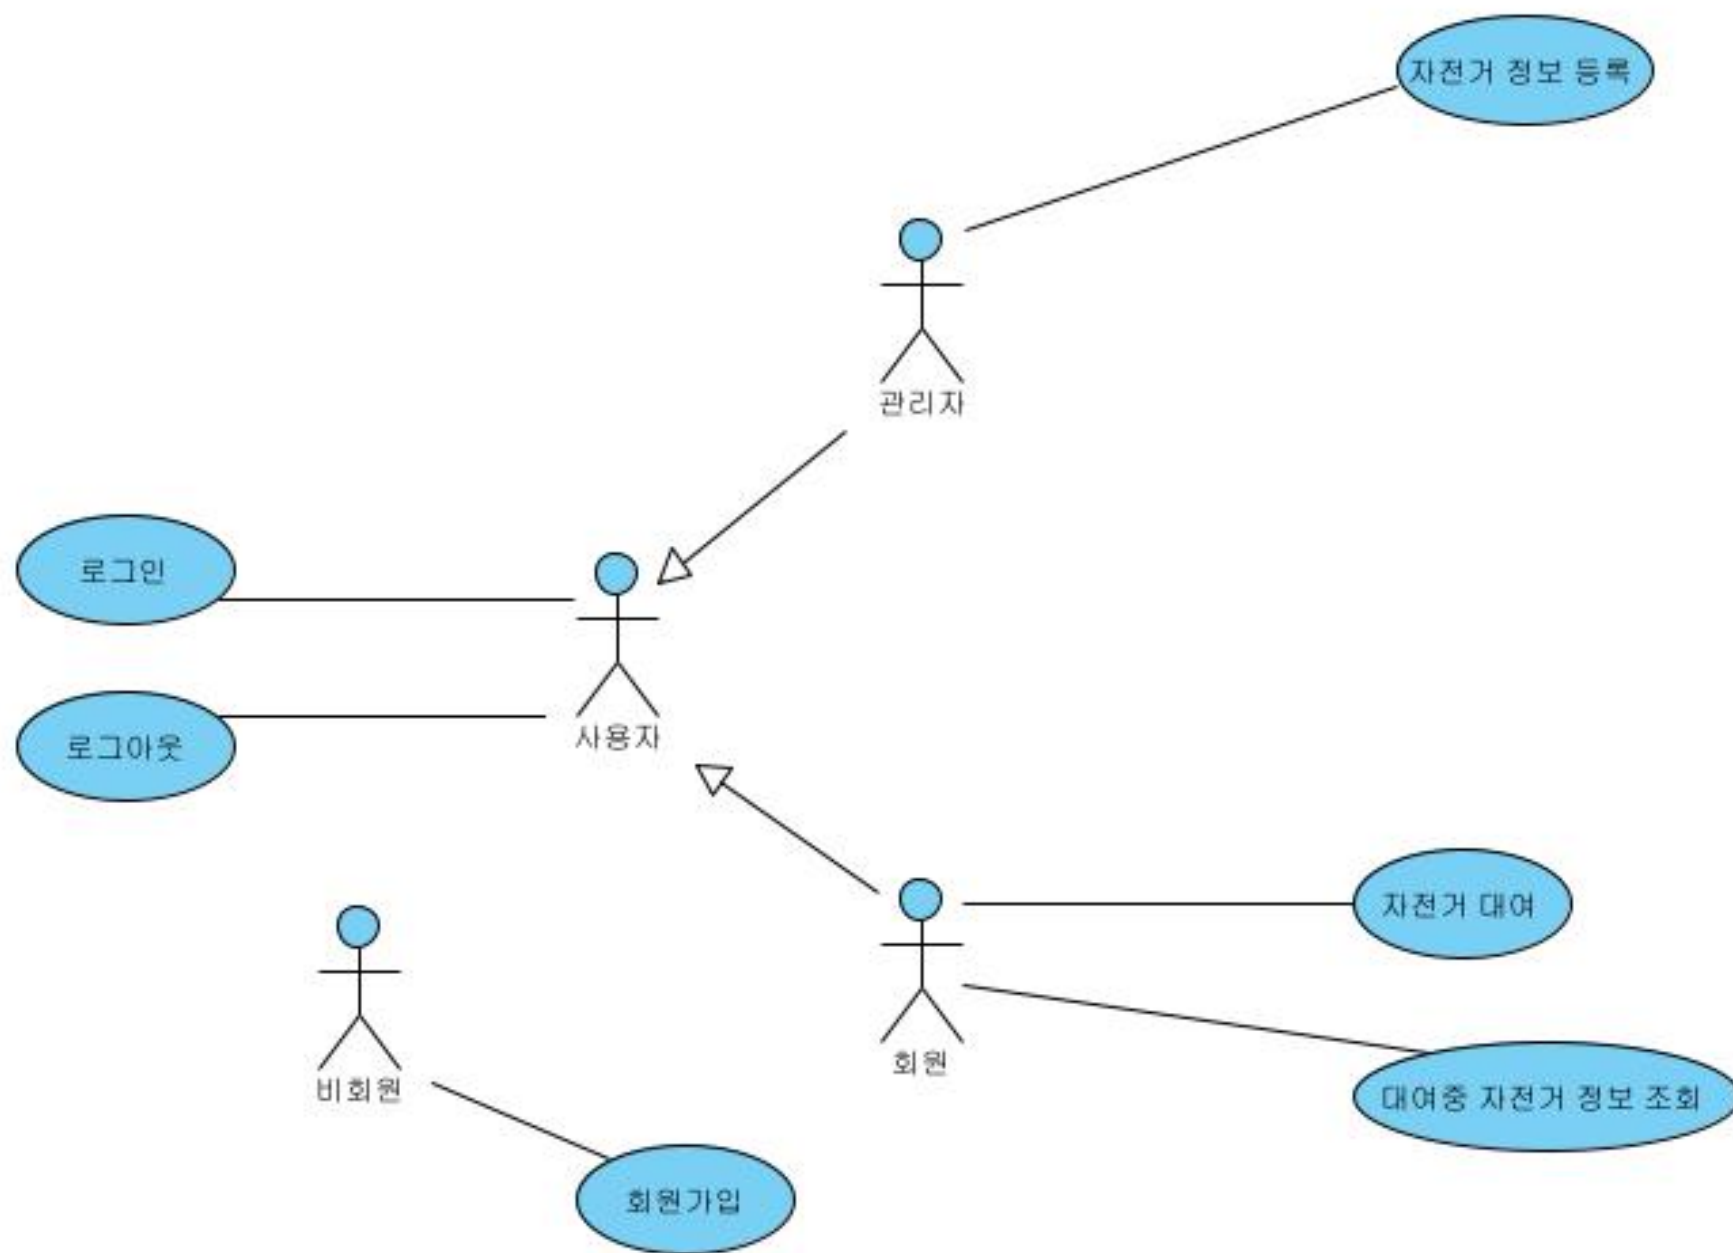 자전거 정보 등록
관리자
로그인
사용자
로그아웃
자전거 대여
회원
비회원
대여중 자전거 정보 조회
회원가입